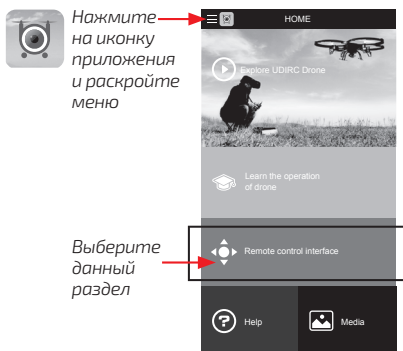 Нажмите
на иконку
приложения
и раскройте
меню
HOME
Explore UDIRC Drone
Learn the operation
of drone
Выберите
данный
раздел
Remote control interface
Help
Media